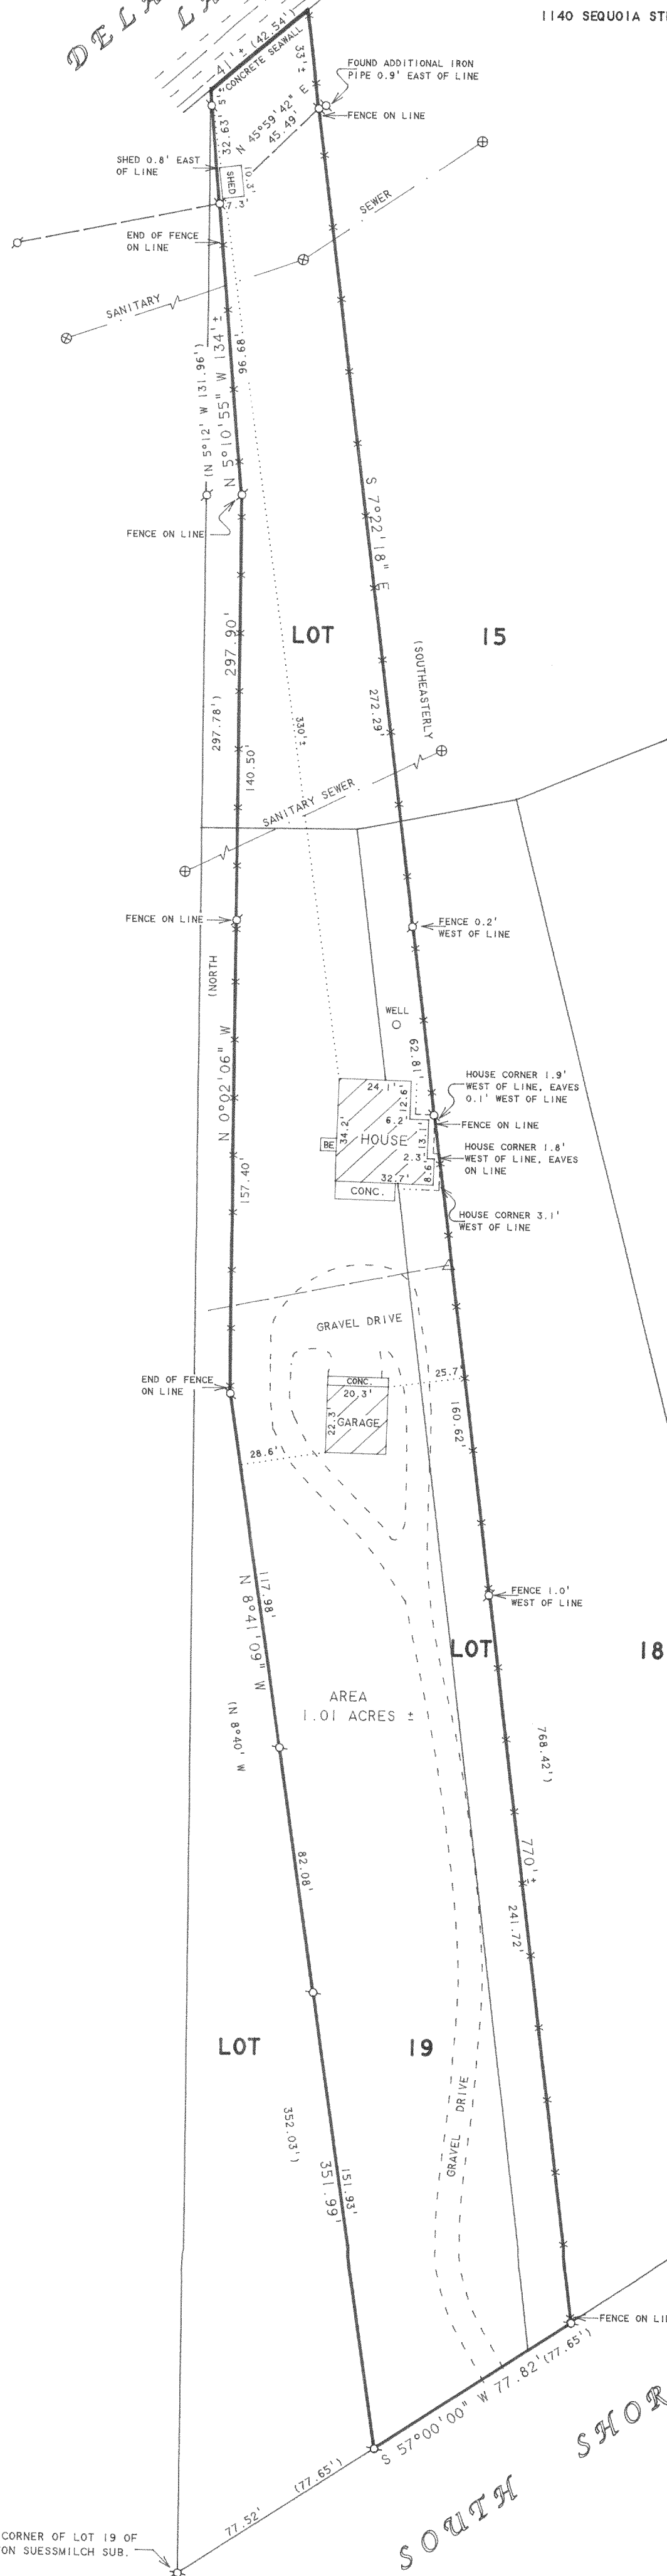 1140 SEQUOIA
DELA
LA
41'± (42.54')
CONCRETE SEAWALL
33'±
FOUND ADDITIONAL IRON
PIPE 0.9' EAST OF LINE
FENCE ON LINE
5'±
N 45°59'42" E
45.49'
32.63'
SHED 0.8' EAST
OF LINE
SHED
10.3'
7.3'
SEWER
END OF FENCE
ON LINE
SANITARY
(N 5°12' W 131.96')
N 5°10'55" W 134'±
96.68'
FENCE ON LINE
S 7°22'18" E
LOT 15
297.90'
297.78')
(SOUTHEASTERLY
272.29'
330'±
140.50'
SANITARY SEWER
FENCE ON LINE
FENCE 0.2'
WEST OF LINE
(NORTH
WELL
N 0°02'06" W
62.81'
HOUSE CORNER 1.9'
WEST OF LINE, EAVES
0.1' WEST OF LINE
24.1'
12.6'
6.2'
34.2'
13.1'
FENCE ON LINE
BE
HOUSE
HOUSE CORNER 1.8'
WEST OF LINE, EAVES
ON LINE
2.3'
8.6'
32.7'
CONC.
157.40'
HOUSE CORNER 3.1'
WEST OF LINE
GRAVEL DRIVE
END OF FENCE
ON LINE
CONC.
25.7'
20.3'
22.3'
GARAGE
160.62'
28.6'
117.98'
N 8°41'09" W
FENCE 1.0'
WEST OF LINE
LOT 18
AREA
1.01 ACRES ±
(N 8°40' W
768.42')
770'±
82.08'
241.72'
LOT 19
GRAVEL DRIVE
352.03')
351.99'
151.93'
FENCE ON
S 57°00'00" W 77.82' (77.65')
SOUTH SHOR
77.52' (77.65')
CORNER OF LOT 19 OF
ON SUESSMILCH SUB.